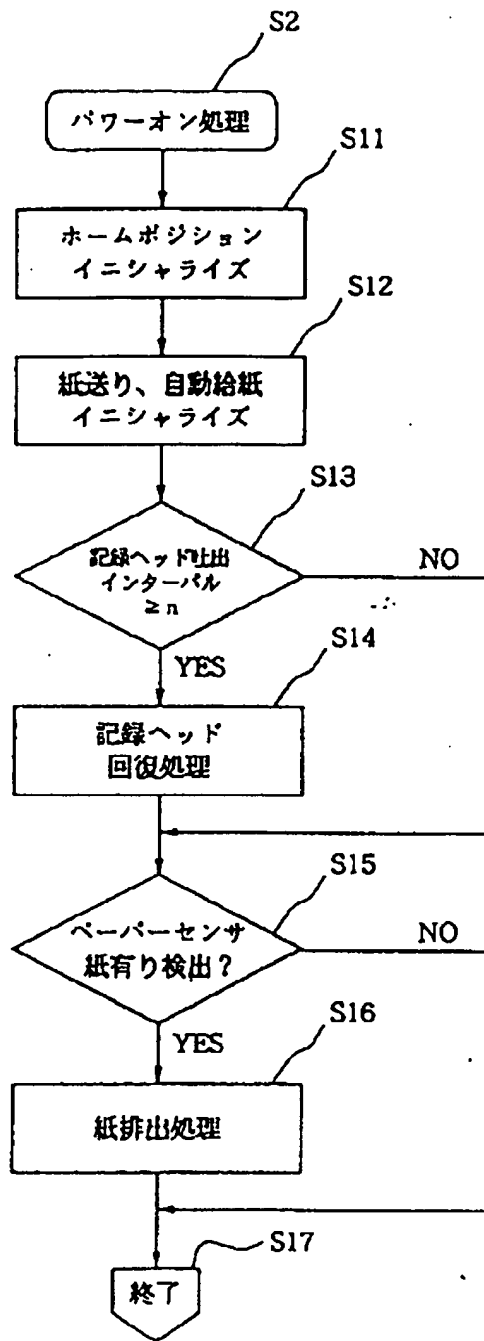 S2
パワーオン処理
S11
ホームポジション
イニシャライズ
S12
紙送り、自動給紙
イニシャライズ
S13
記録ヘッド吐出
インターバル
≥n
NO
YES
S14
記録ヘッド
回復処理
S15
ペーパーセンサ
紙有り検出?
NO
YES
S16
紙排出処理
S17
終了